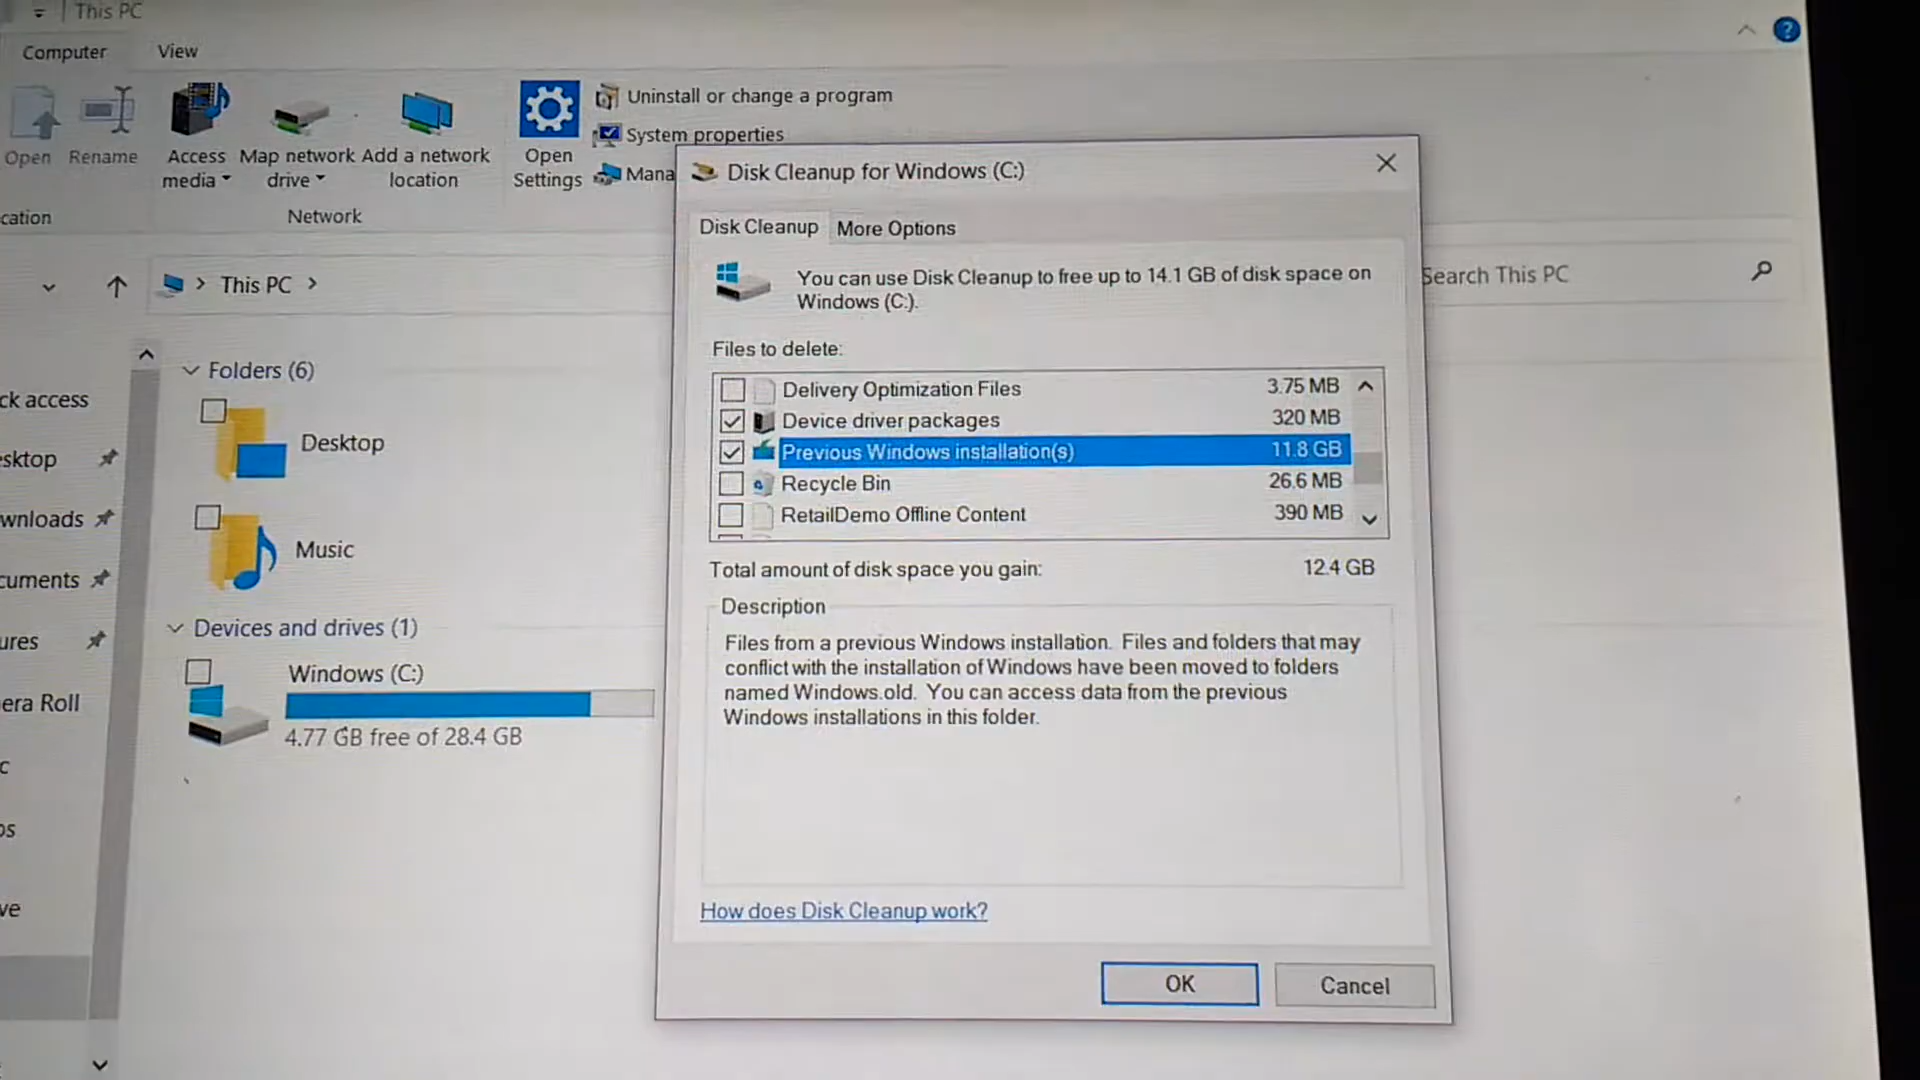 This PC
Computer
View
Open
Rename
Access
media
Map network
drive
Add a network
location
Open
Settings
Uninstall or change a program
System properties
Mana
cation
Network
This PC
Search This PC
ck access
esktop
wnloads
cuments
ures
era Roll
c
os
ve
Folders (6)
Desktop
Music
Devices and drives (1)
Windows (C:)
4.77 GB free of 28.4 GB
Disk Cleanup for Windows (C:)
Disk Cleanup
More Options
You can use Disk Cleanup to free up to 14.1 GB of disk space on
Windows (C:).
Files to delete:
Delivery Optimization Files 3.75 MB
Device driver packages 320 MB
Previous Windows installation(s) 11.8 GB
Recycle Bin 26.6 MB
RetailDemo Offline Content 390 MB
Total amount of disk space you gain: 12.4 GB
Description
Files from a previous Windows installation. Files and folders that may
conflict with the installation of Windows have been moved to folders
named Windows.old. You can access data from the previous
Windows installations in this folder.
How does Disk Cleanup work?
OK
Cancel